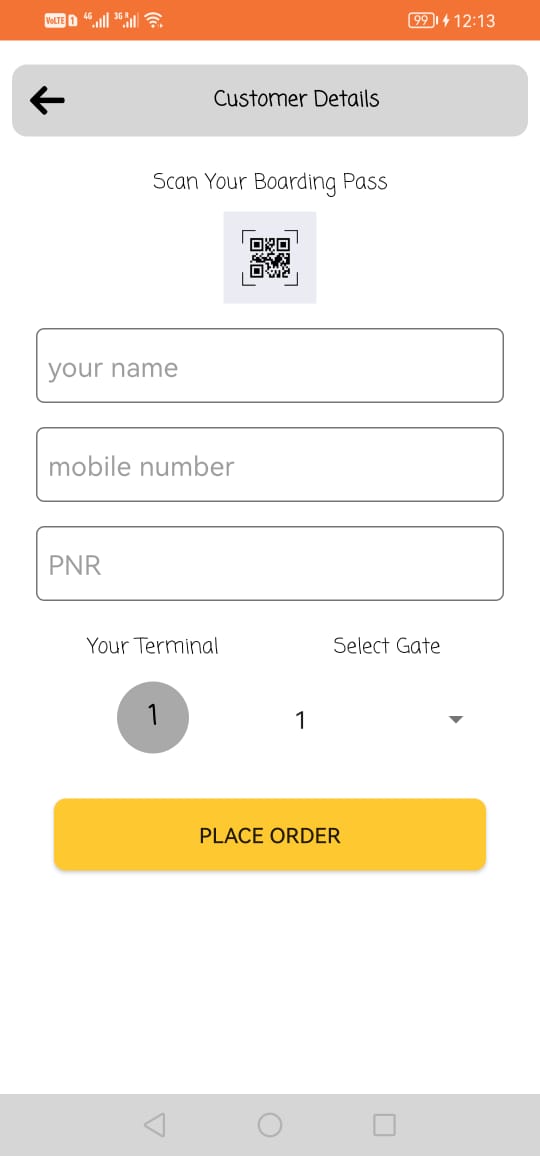 VoLTE 1 4G 3G R 99 12:13
Customer Details
Scan Your Boarding Pass
your name
mobile number
PNR
Your Terminal Select Gate
1 1
PLACE ORDER